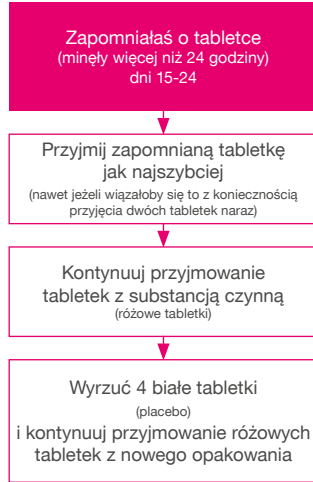 Zapomniałaś o tabletce
(minęły więcej niż 24 godziny)
dni 15-24
Przyjmij zapomnianą tabletkę
jak najszybciej
(nawet jeżeli wiązałoby się to z koniecznością
przyjęcia dwóch tabletek naraz)
Kontynuuj przyjmowanie
tabletek z substancją czynną
(różowe tabletki)
Wyrzuć 4 białe tabletki
(placebo)
i kontynuuj przyjmowanie różowych
tabletek z nowego opakowania